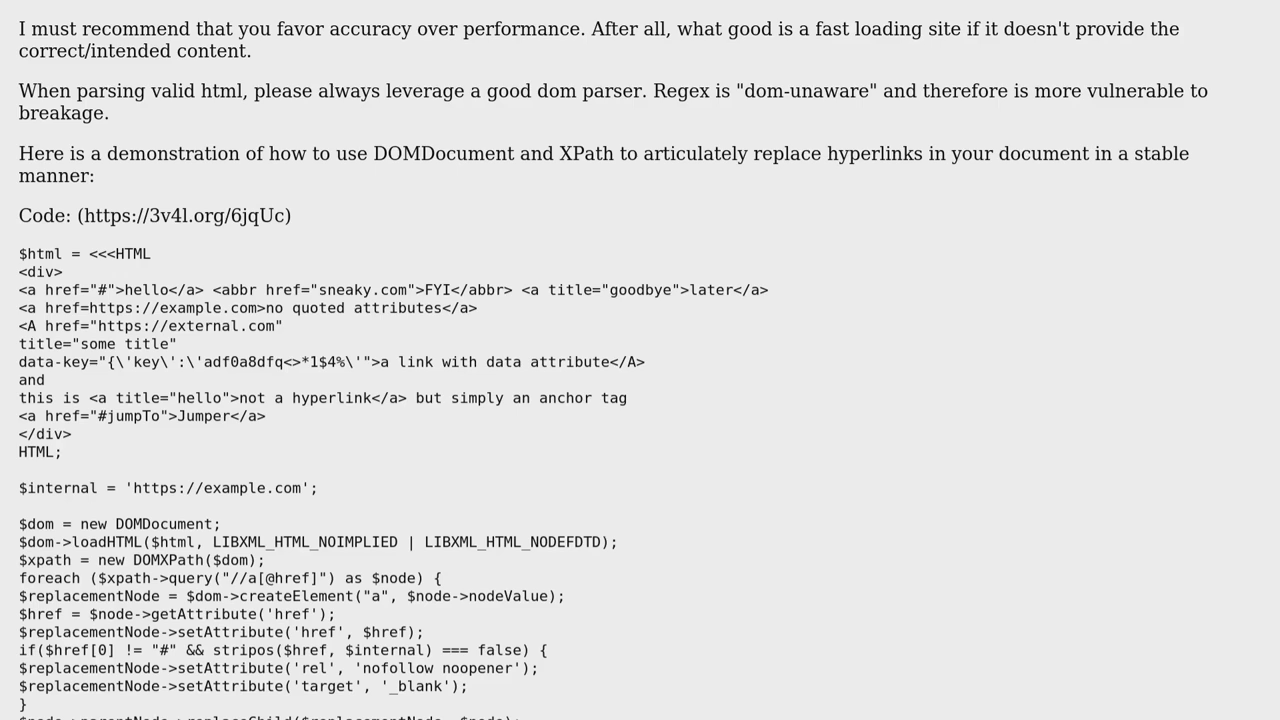 I must recommend that you favor accuracy over performance. After all, what good is a fast loading site if it doesn't provide the
correct/intended content.
When parsing valid html, please always leverage a good dom parser. Regex is "dom-unaware" and therefore is more vulnerable to
breakage.
Here is a demonstration of how to use DOMDocument and XPath to articulately replace hyperlinks in your document in a stable
manner:
Code: (https://3v4l.org/6jqUc)
$html = <<<HTML
<div>
<a href="#">hello</a> <abbr href="sneaky.com">FYI</abbr> <a title="goodbye">later</a>
<a href=https://example.com>no quoted attributes</a>
<A href="https://external.com"
title="some title"
data-key="{\'key\':\'adf0a8dfq<>*1$4%\'">a link with data attribute</A>
and
this is <a title="hello">not a hyperlink</a> but simply an anchor tag
<a href="#jumpTo">Jumper</a>
</div>
HTML;
$internal = 'https://example.com';
$dom = new DOMDocument;
$dom->loadHTML($html, LIBXML_HTML_NOIMPLIED | LIBXML_HTML_NODEFDTD);
$xpath = new DOMXPath($dom);
foreach ($xpath->query("//a[@href]") as $node) {
$replacementNode = $dom->createElement("a", $node->nodeValue);
$href = $node->getAttribute('href');
$replacementNode->setAttribute('href', $href);
if($href[0] != "#" && stripos($href, $internal) === false) {
$replacementNode->setAttribute('rel', 'nofollow noopener');
$replacementNode->setAttribute('target', '_blank');
}
$node->parentNode->replaceChild($replacementNode, $node);